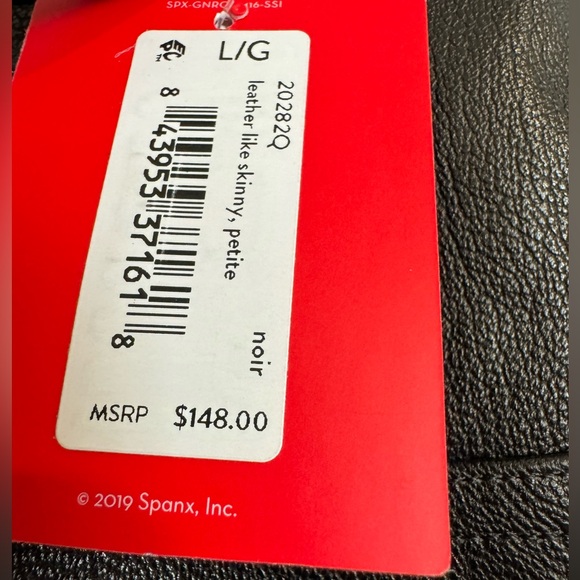 L/G
20282Q
leather like skinny, petite
noir
8 43953 37161 8
MSRP $148.00
© 2019 Spanx, Inc.